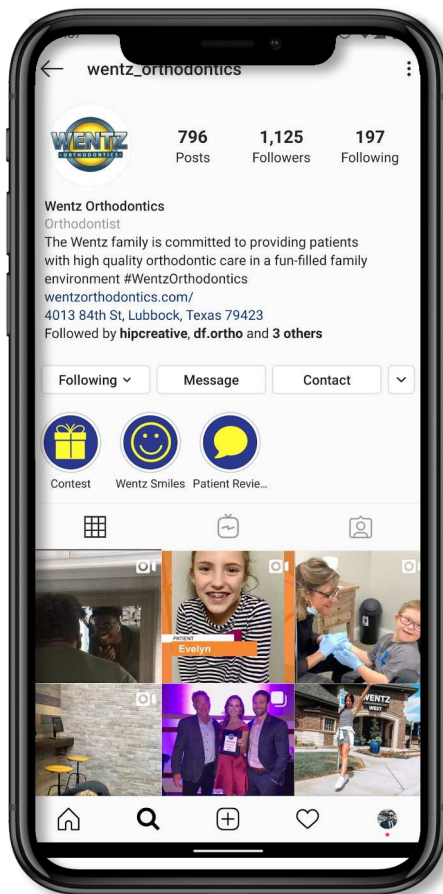 wentz_orthodontics
WENTZ
ORTHODONTICS
796 1,125 197
Posts Followers Following
Wentz Orthodontics
Orthodontist
The Wentz family is committed to providing patients
with high quality orthodontic care in a fun-filled family
environment #WentzOrthodontics
wentzorthodontics.com/
4013 84th St, Lubbock, Texas 79423
Followed by hipcreative, df.ortho and 3 others
Following Message Contact
Contest Wentz Smiles Patient Revie...
PATIENT
Evelyn
WENTZ
WEST